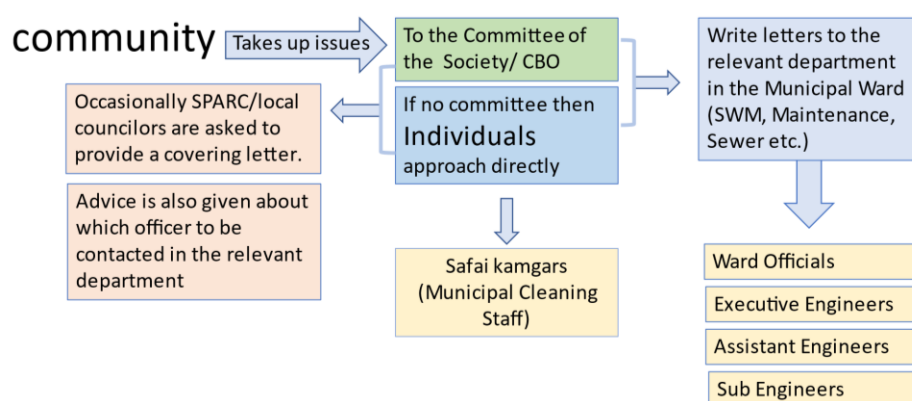 community
Takes up issues
To the Committee of
the Society/ CBO
If no committee then
Individuals
approach directly
Occasionally SPARC/local
councilors are asked to
provide a covering letter.
Advice is also given about
which officer to be
contacted in the relevant
department
Safai kamgars
(Municipal Cleaning
Staff)
Write letters to the
relevant department
in the Municipal Ward
(SWM, Maintenance,
Sewer etc.)
Ward Officials
Executive Engineers
Assistant Engineers
Sub Engineers